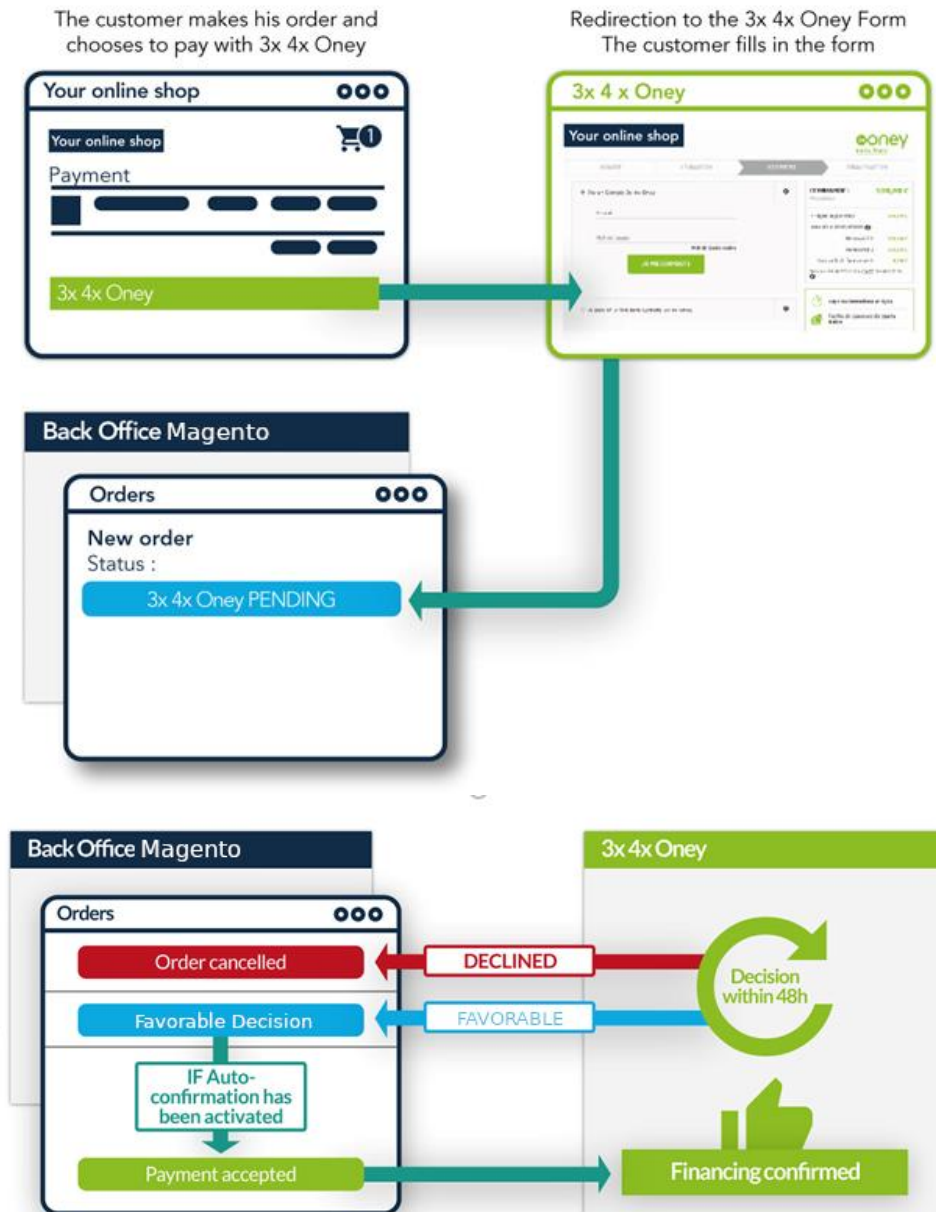 The customer makes his order and
chooses to pay with 3x 4x Oney
Redirection to the 3x 4x Oney Form
The customer fills in the form
Your online shop
Your online shop
1
Payment
3x 4x Oney
3x 4 x Oney
Your online shop
oney
Back Office Magento
Orders
New order
Status :
3x 4x Oney PENDING
Back Office Magento
Orders
Order cancelled
Favorable Decision
IF Auto-
confirmation has
been activated
Payment accepted
DECLINED
FAVORABLE
3x 4x Oney
Decision
within 48h
Financing confirmed